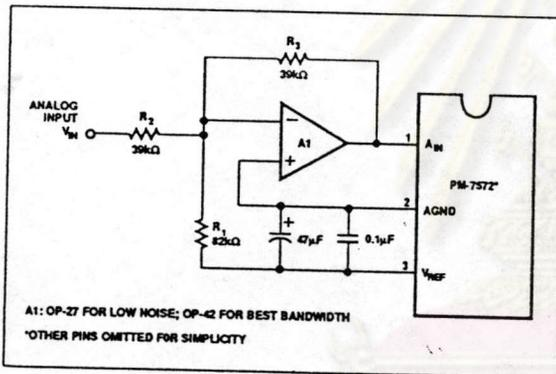 R3
39kΩ
ANALOG
INPUT
VIN
R2
39kΩ
−
A1
+
1
AIN
PM-7572*
2
AGND
R1
82kΩ
+
47μF
0.1μF
3
VREF
A1: OP-27 FOR LOW NOISE; OP-42 FOR BEST BANDWIDTH
*OTHER PINS OMITTED FOR SIMPLICITY